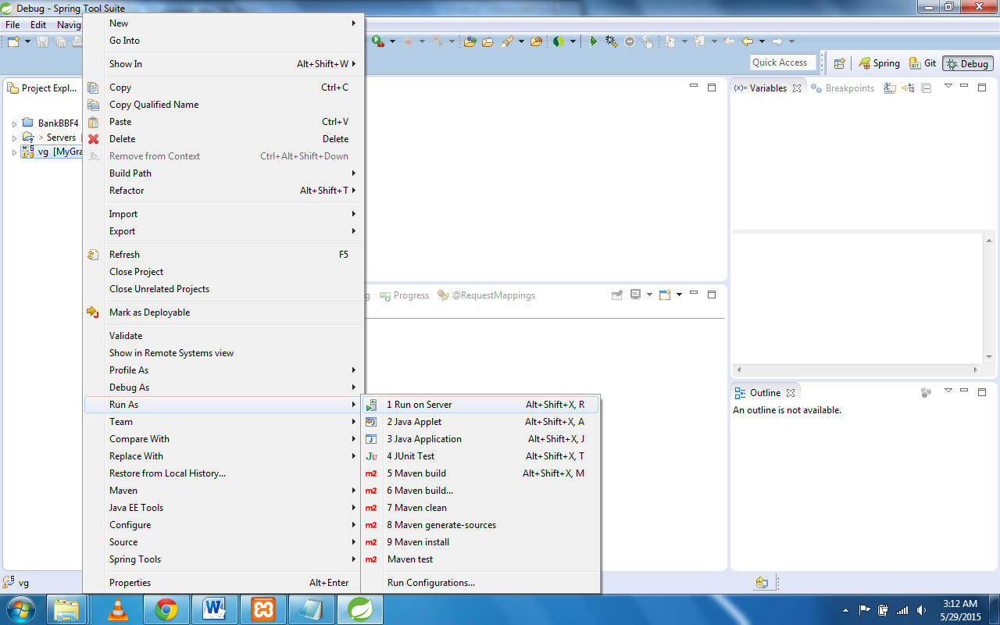 Debug - Spring Tool Suite
File Edit Navig
Quick Access
Spring
Git
Debug
Project Expl...
BankBBF4
> Servers
vg [MyGra
New
Go Into
Show In Alt+Shift+W
Copy Ctrl+C
Copy Qualified Name
Paste Ctrl+V
Delete Delete
Remove from Context Ctrl+Alt+Shift+Down
Build Path
Refactor Alt+Shift+T
Import
Export
Refresh F5
Close Project
Close Unrelated Projects
Mark as Deployable
Validate
Show in Remote Systems view
Profile As
Debug As
Run As
Team
Compare With
Replace With
Restore from Local History...
Maven
Java EE Tools
Configure
Source
Spring Tools
Properties Alt+Enter
1 Run on Server Alt+Shift+X, R
2 Java Applet Alt+Shift+X, A
3 Java Application Alt+Shift+X, J
4 JUnit Test Alt+Shift+X, T
5 Maven build Alt+Shift+X, M
6 Maven build...
7 Maven clean
8 Maven generate-sources
9 Maven install
Maven test
Run Configurations...
g Progress @RequestMappings
(x)= Variables Breakpoints
Outline
An outline is not available.
vg
3:12 AM
5/29/2015